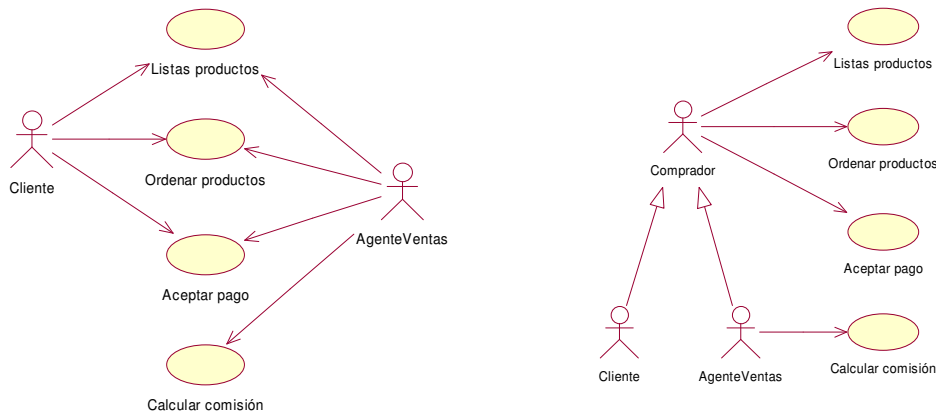 Listas productos
Cliente
Ordenar productos
AgenteVentas
Aceptar pago
Calcular comisión
Listas productos
Comprador
Ordenar productos
Aceptar pago
Cliente
AgenteVentas
Calcular comisión